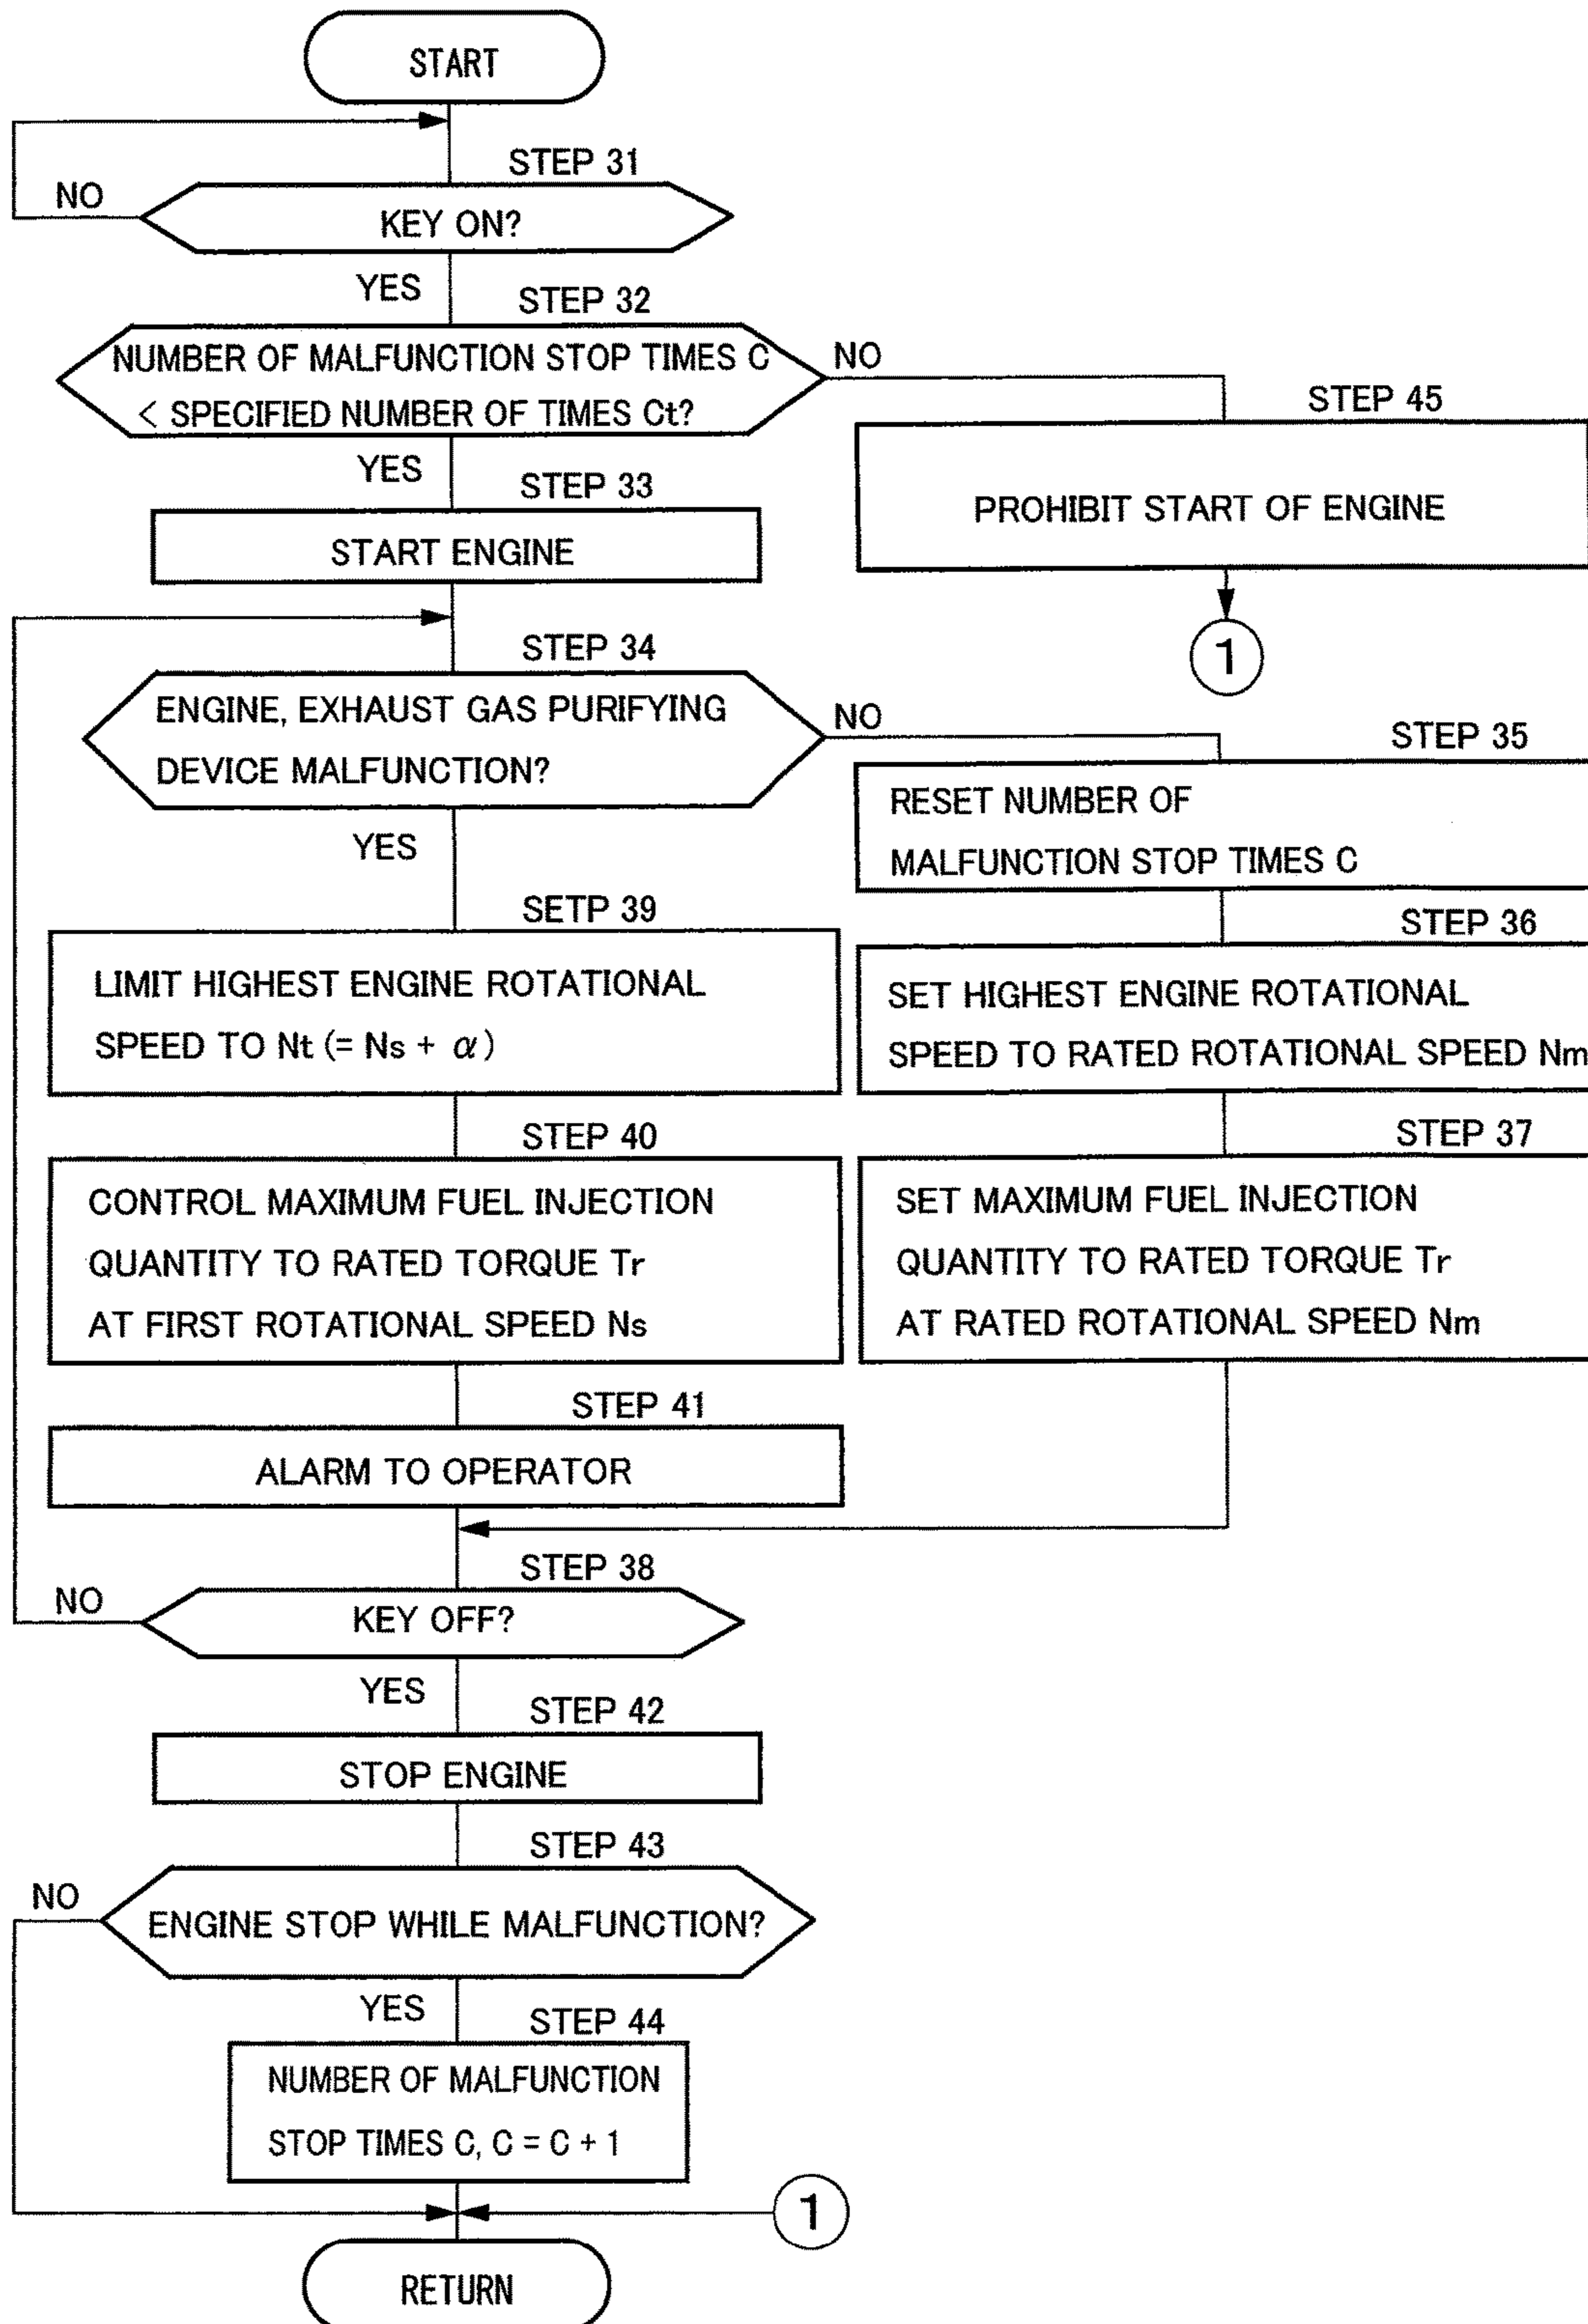 START
STEP 31
NO
KEY ON?
YES
STEP 32
NUMBER OF MALFUNCTION STOP TIMES C
< SPECIFIED NUMBER OF TIMES Ct?
NO
STEP 45
PROHIBIT START OF ENGINE
1
YES
STEP 33
START ENGINE
STEP 34
ENGINE, EXHAUST GAS PURIFYING
DEVICE MALFUNCTION?
NO
STEP 35
RESET NUMBER OF
MALFUNCTION STOP TIMES C
STEP 36
SET HIGHEST ENGINE ROTATIONAL
SPEED TO RATED ROTATIONAL SPEED Nm
STEP 37
SET MAXIMUM FUEL INJECTION
QUANTITY TO RATED TORQUE Tr
AT RATED ROTATIONAL SPEED Nm
YES
SETP 39
LIMIT HIGHEST ENGINE ROTATIONAL
SPEED TO Nt (= Ns + α)
STEP 40
CONTROL MAXIMUM FUEL INJECTION
QUANTITY TO RATED TORQUE Tr
AT FIRST ROTATIONAL SPEED Ns
STEP 41
ALARM TO OPERATOR
STEP 38
NO
KEY OFF?
YES
STEP 42
STOP ENGINE
STEP 43
NO
ENGINE STOP WHILE MALFUNCTION?
YES
STEP 44
NUMBER OF MALFUNCTION
STOP TIMES C, C = C + 1
1
RETURN